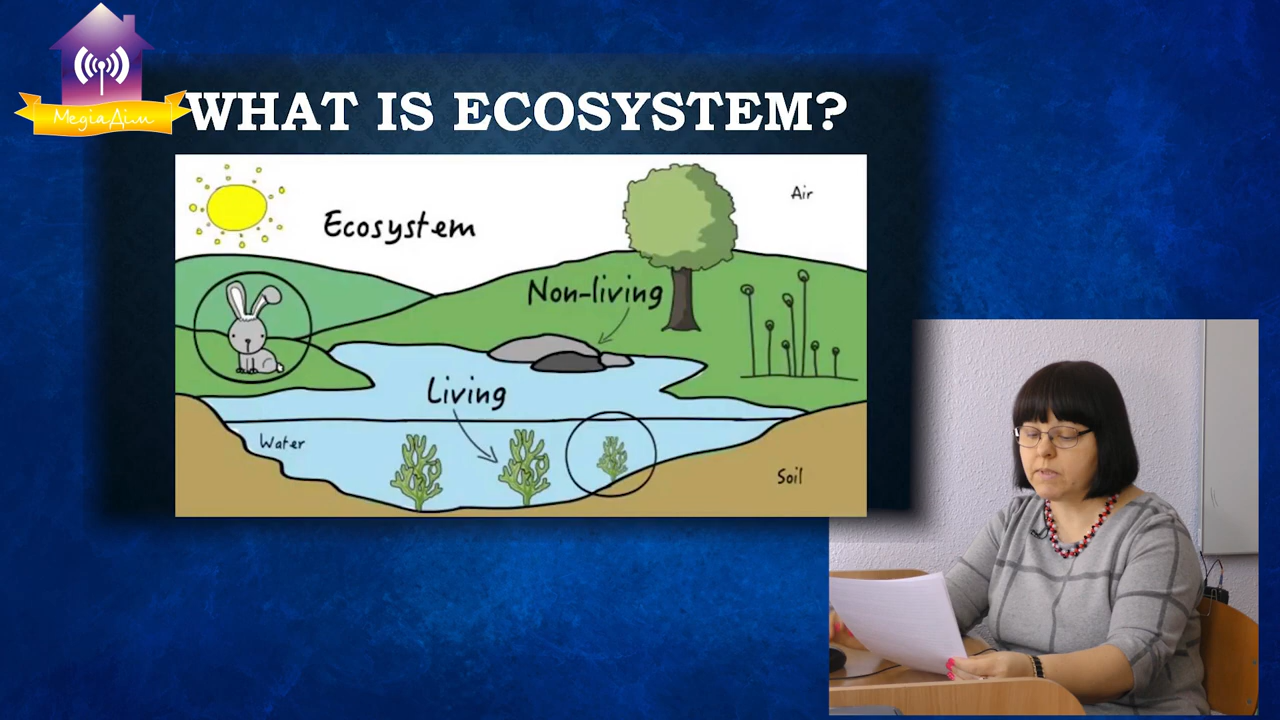 МедіаДім
WHAT IS ECOSYSTEM?
Air
Ecosystem
Non-living
Living
Water
Soil